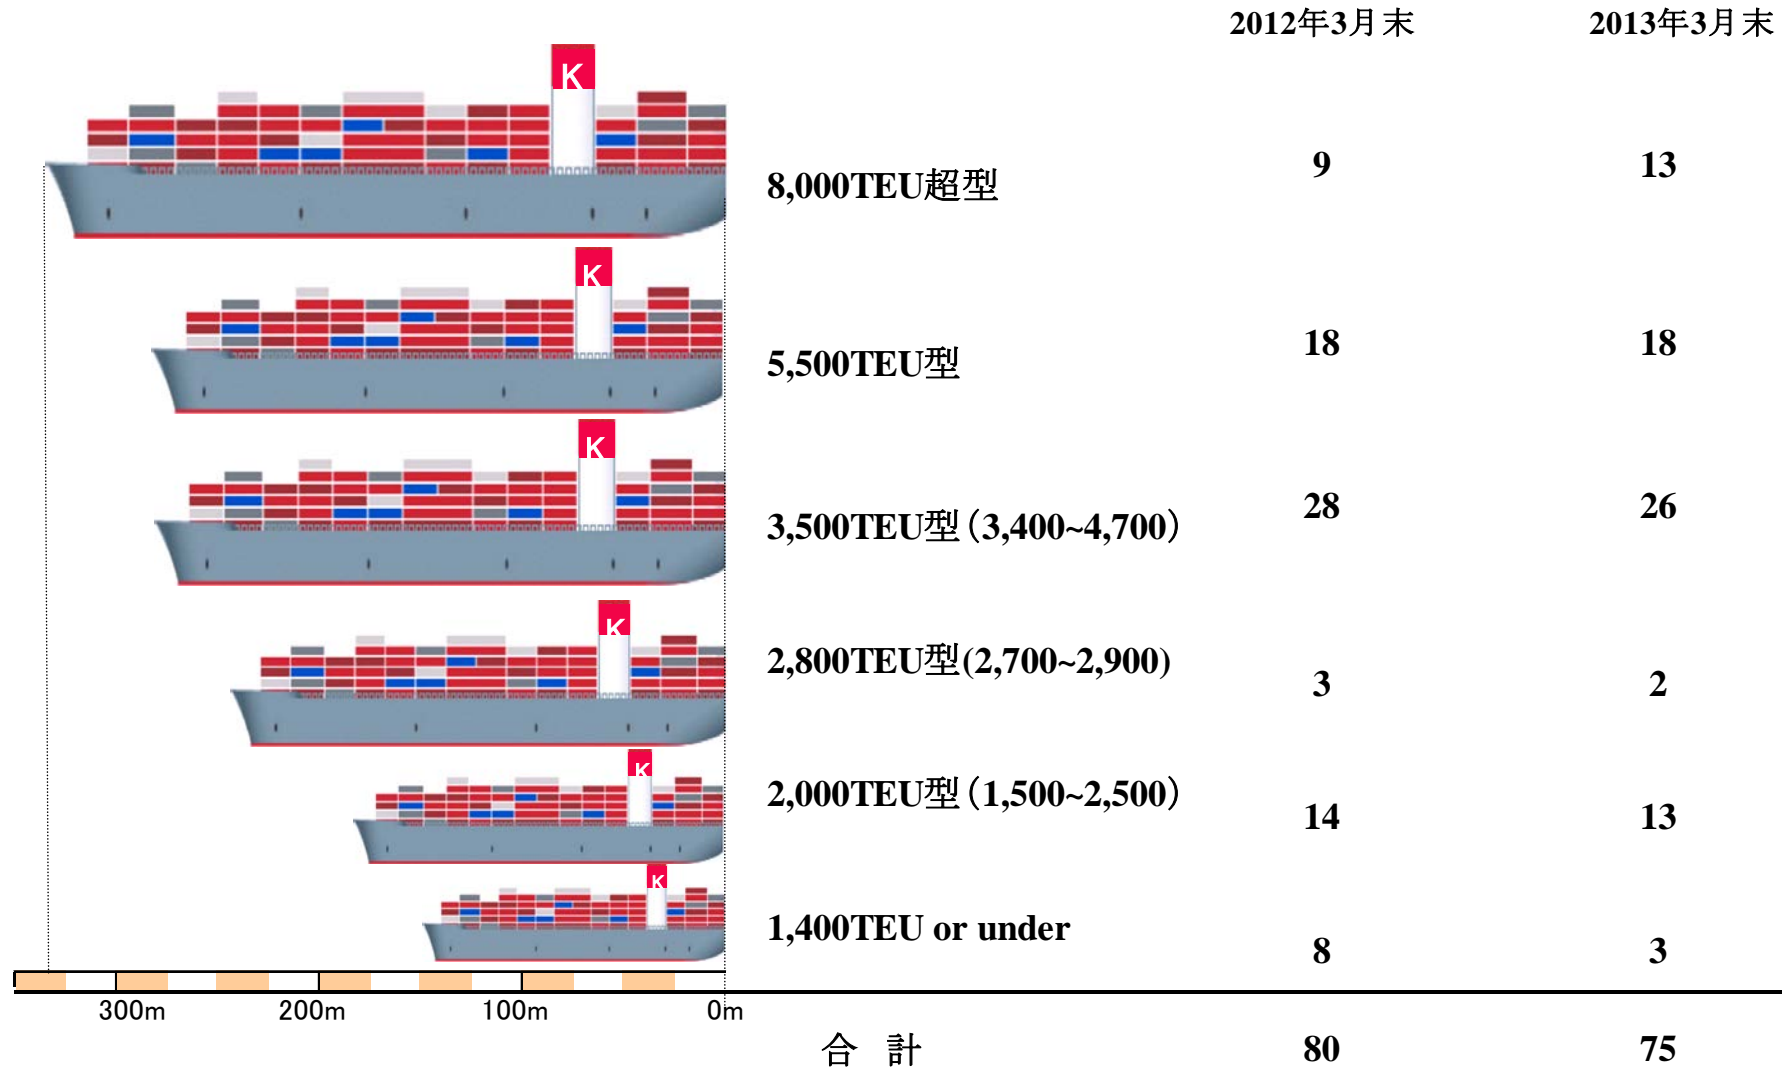 2012年3月末 2013年3月末
K
8,000TEU超型 9 13
K
5,500TEU型 18 18
K
3,500TEU型（3,400~4,700） 28 26
K
2,800TEU型(2,700~2,900) 3 2
K
2,000TEU型（1,500~2,500） 14 13
K
1,400TEU or under 8 3
300m 200m 100m 0m
合 計 80 75